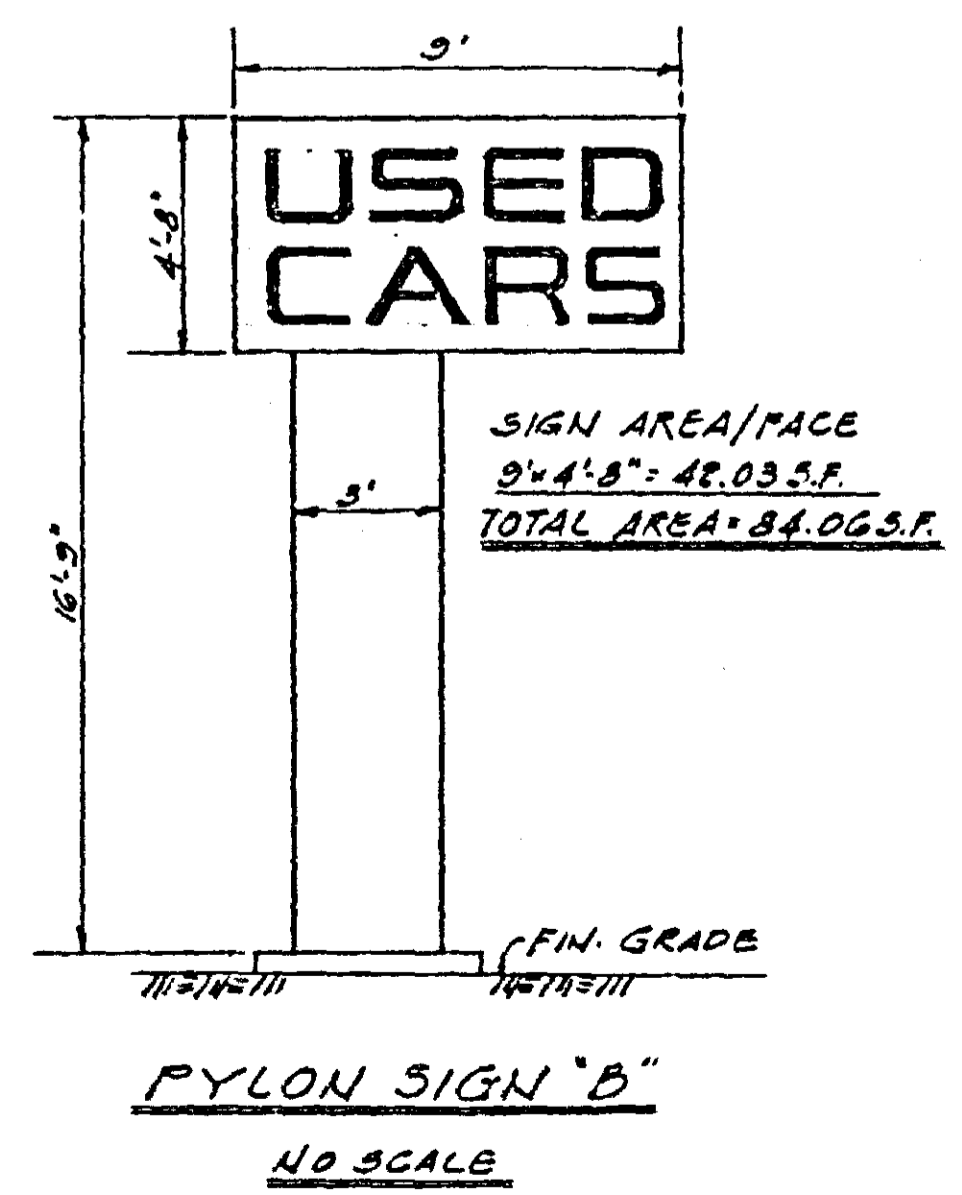 9'
USED
CARS
4'-8"
SIGN AREA/FACE
9'x4'-8" = 42.03 S.F.
TOTAL AREA = 84.06 S.F.
3'
16'-9"
FIN. GRADE
PYLON SIGN "B"
NO SCALE